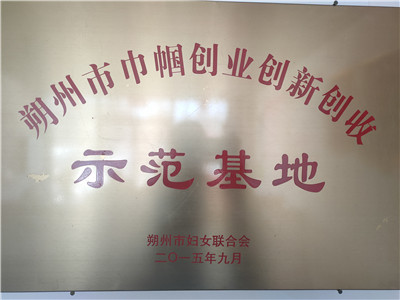 朔州市巾帼创业创新创收
示范基地
朔州市妇女联合会
二〇一五年九月